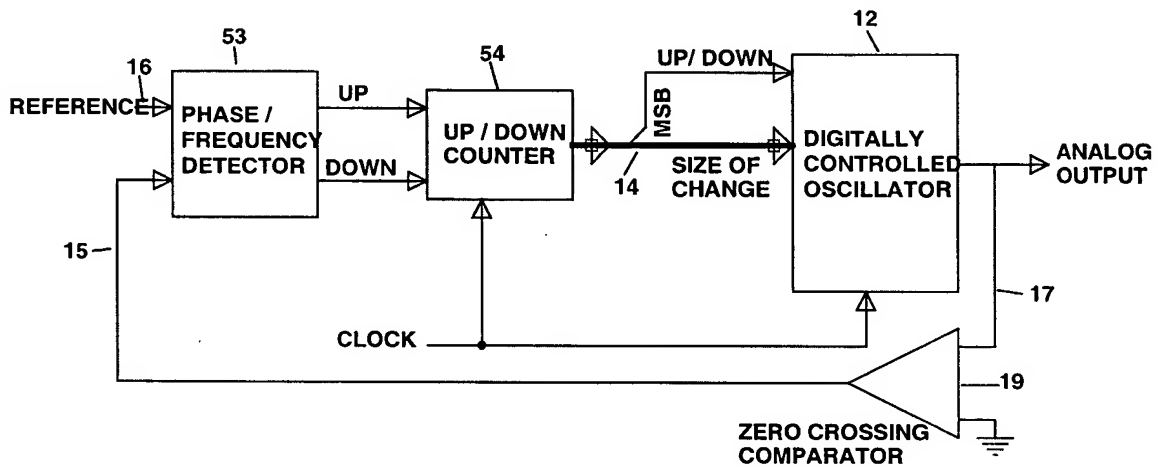 53
12
54
16
UP/ DOWN
REFERENCE
PHASE /
FREQUENCY
DETECTOR
UP
DOWN
UP / DOWN
COUNTER
MSB
14
SIZE OF
CHANGE
DIGITALLY
CONTROLLED
OSCILLATOR
ANALOG
OUTPUT
15
17
CLOCK
19
ZERO CROSSING
COMPARATOR